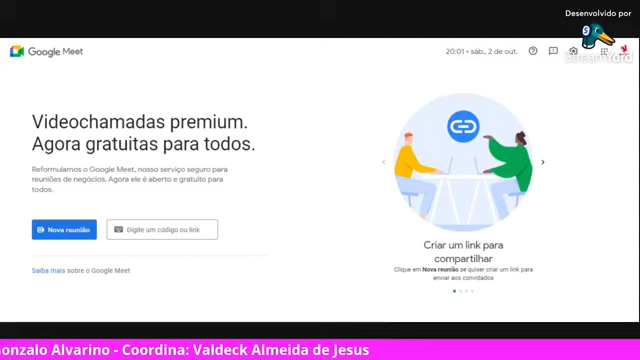 Desenvolvido por
StreamYard
Google Meet
20:01 • sáb., 2 de out.
Videochamadas premium.
Agora gratuitas para todos.
Reformulamos o Google Meet, nosso serviço seguro para
reuniões de negócios. Agora ele é aberto e gratuito para
todos.
Nova reunião
Digite um código ou link
Saiba mais sobre o Google Meet
Criar um link para
compartilhar
Clique em Nova reunião se quiser criar um link para
enviar aos convidados
onzalo Alvarino - Coordina: Valdeck Almeida de Jesus